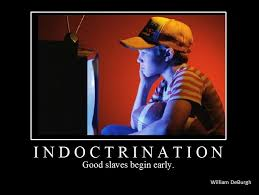 INDOCTRINATION
Good slaves begin early.
William DeBurgh